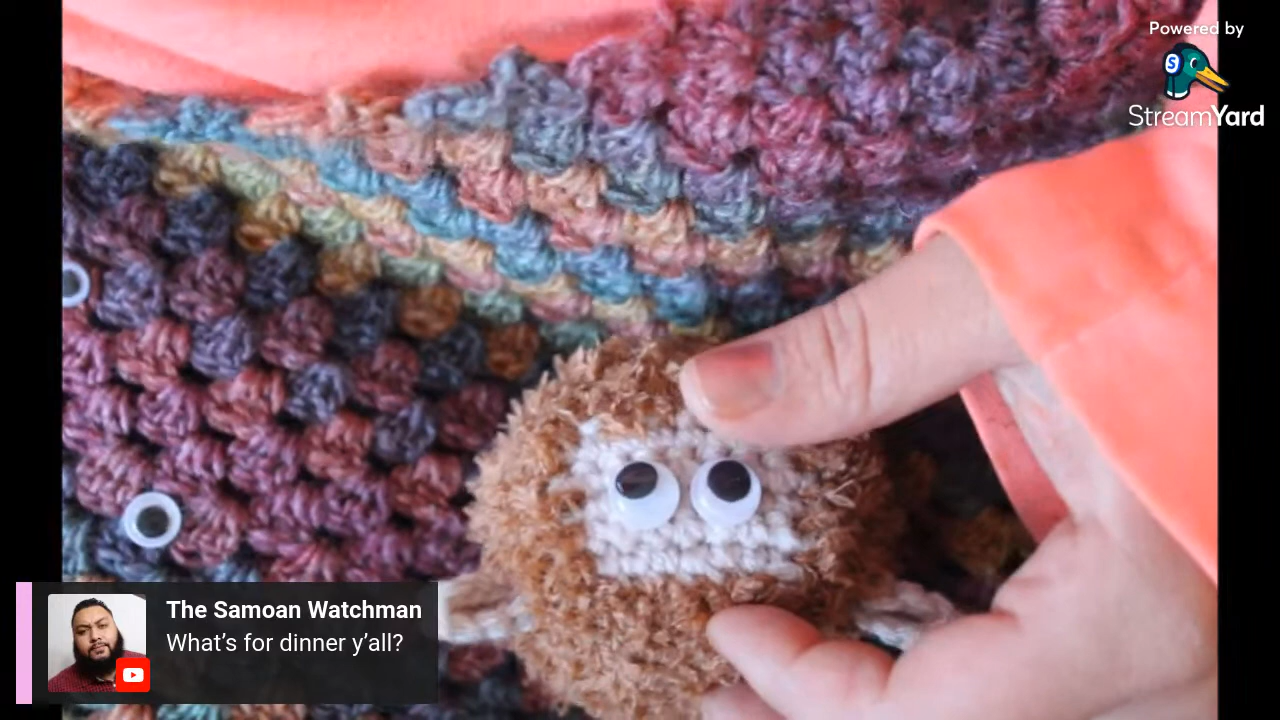 Powered by
StreamYard
The Samoan Watchman
What’s for dinner y’all?